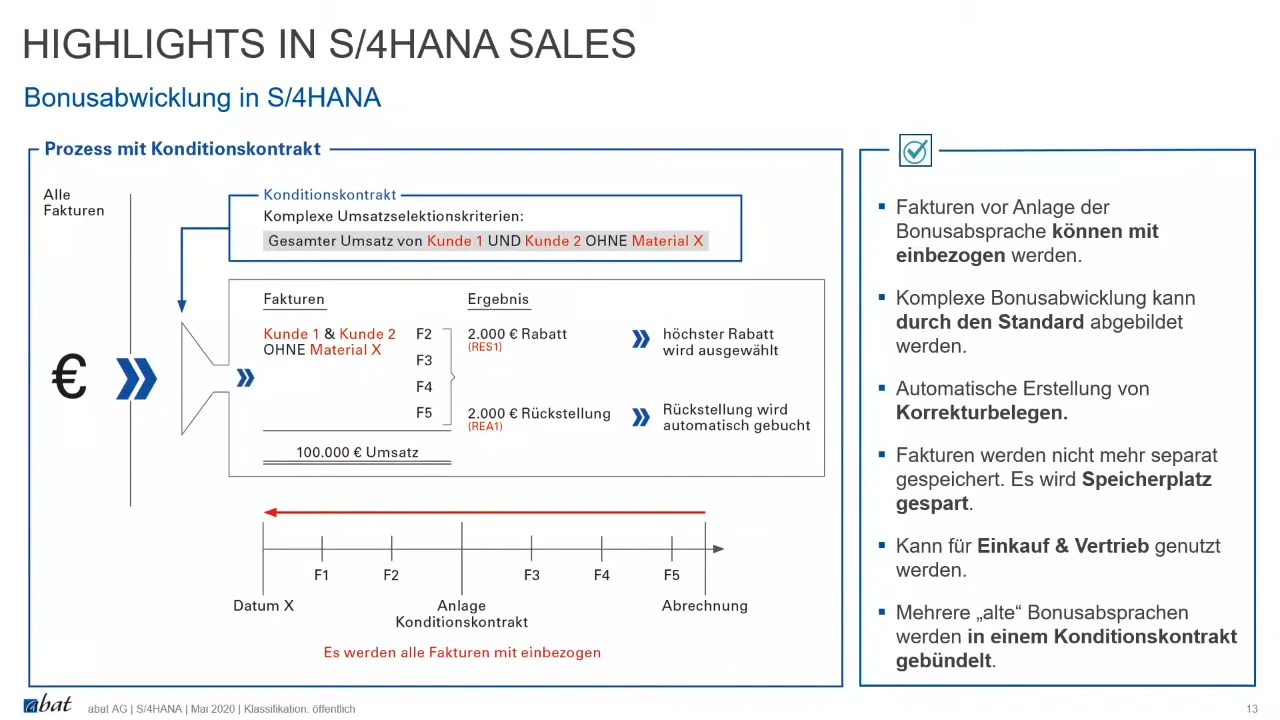 HIGHLIGHTS IN S/4HANA SALES
Bonusabwicklung in S/4HANA
Prozess mit Konditionskontrakt
Alle
Fakturen
€
Konditionskontrakt
Komplexe Umsatzselektionskriterien:
Gesamter Umsatz von Kunde 1 UND Kunde 2 OHNE Material X
Fakturen
Ergebnis
Kunde 1 & Kunde 2
OHNE Material X
F2
F3
F4
F5
2.000 € Rabatt
(RES1)
höchster Rabatt
wird ausgewählt
2.000 € Rückstellung
(REA1)
Rückstellung wird
automatisch gebucht
100.000 € Umsatz
F1
F2
F3
F4
F5
Datum X
Anlage
Konditionskontrakt
Abrechnung
Es werden alle Fakturen mit einbezogen
▪ Fakturen vor Anlage der
Bonusabsprache können mit
einbezogen werden.
▪ Komplexe Bonusabwicklung kann
durch den Standard abgebildet
werden.
▪ Automatische Erstellung von
Korrekturbelegen.
▪ Fakturen werden nicht mehr separat
gespeichert. Es wird Speicherplatz
gespart.
▪ Kann für Einkauf & Vertrieb genutzt
werden.
▪ Mehrere „alte“ Bonusabsprachen
werden in einem Konditionskontrakt
gebündelt.
abat
abat AG | S/4HANA | Mai 2020 | Klassifikation: öffentlich
13